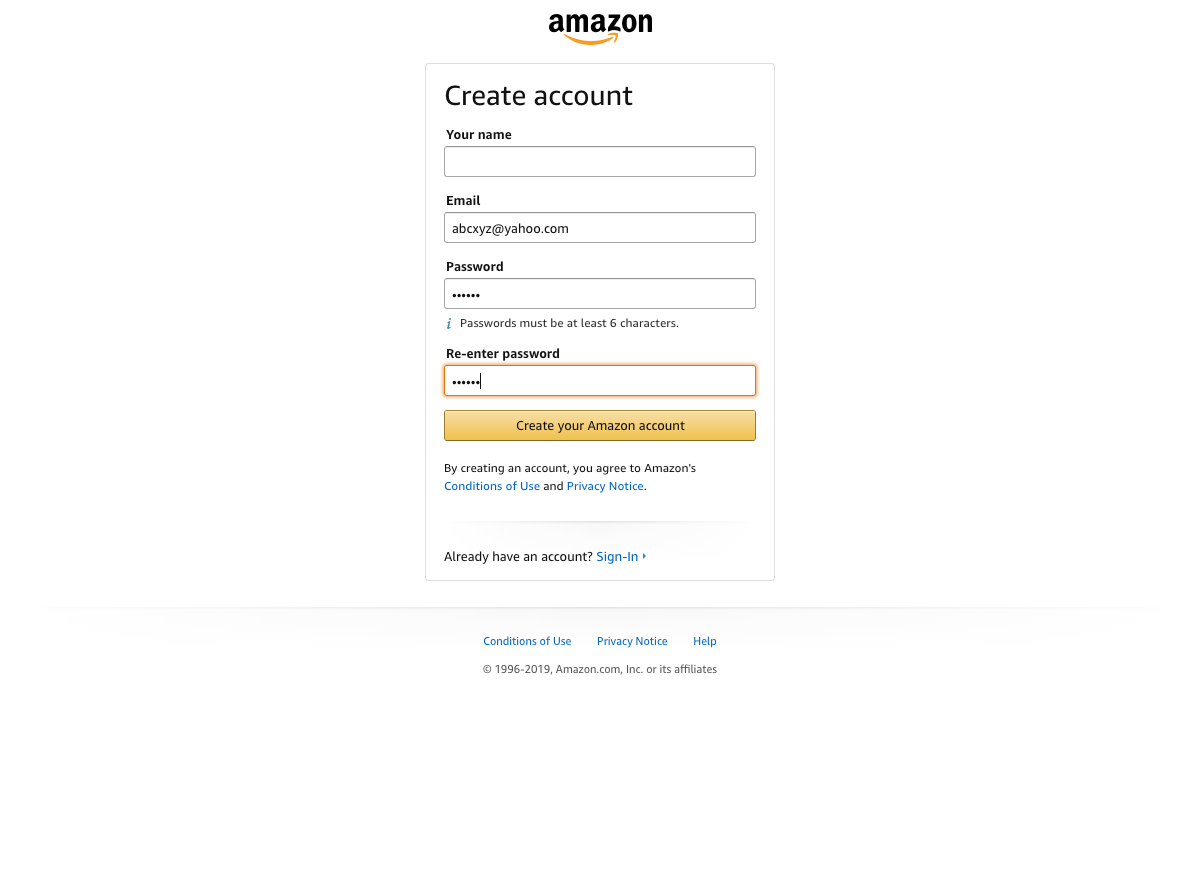 amazon
Create account
Your name
Email
abcxyz@yahoo.com
Password
••••••
i Passwords must be at least 6 characters.
Re-enter password
••••••
Create your Amazon account
By creating an account, you agree to Amazon's
Conditions of Use and Privacy Notice.
Already have an account? Sign-In
Conditions of Use Privacy Notice Help
© 1996-2019, Amazon.com, Inc. or its affiliates